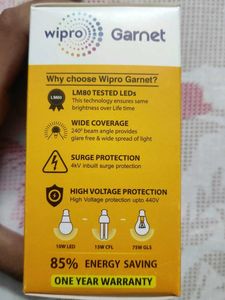 wipro Garnet
Why choose Wipro Garnet?
LM80
LM80 TESTED LEDs
This technology ensures same
brightness over Life time
WIDE COVERAGE
240° beam angle provides
glare free & wide spread of light
SURGE PROTECTION
4kV inbuilt surge protection
HIGH VOLTAGE PROTECTION
High Voltage protection upto 440V
10W LED 15W CFL 75W GLS
85% ENERGY SAVING
ONE YEAR WARRANTY